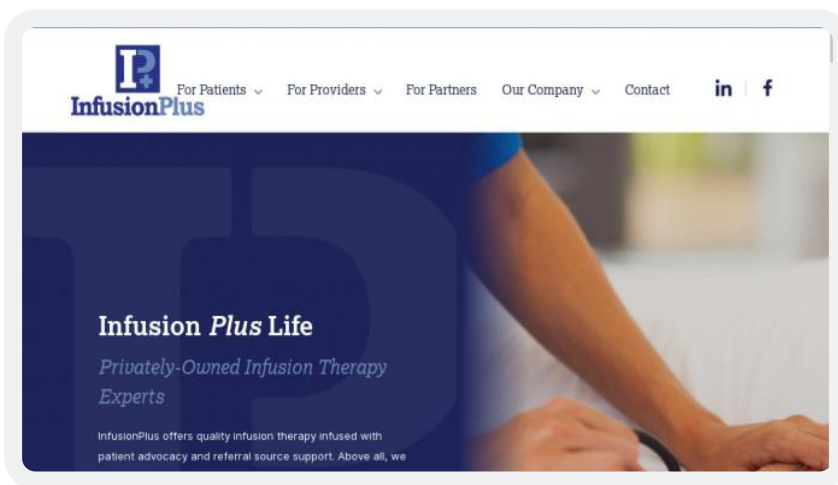 IP+
InfusionPlus
For Patients
For Providers
For Partners
Our Company
Contact
in
f
Infusion Plus Life
Privately-Owned Infusion Therapy
Experts
InfusionPlus offers quality infusion therapy infused with
patient advocacy and referral source support. Above all, we